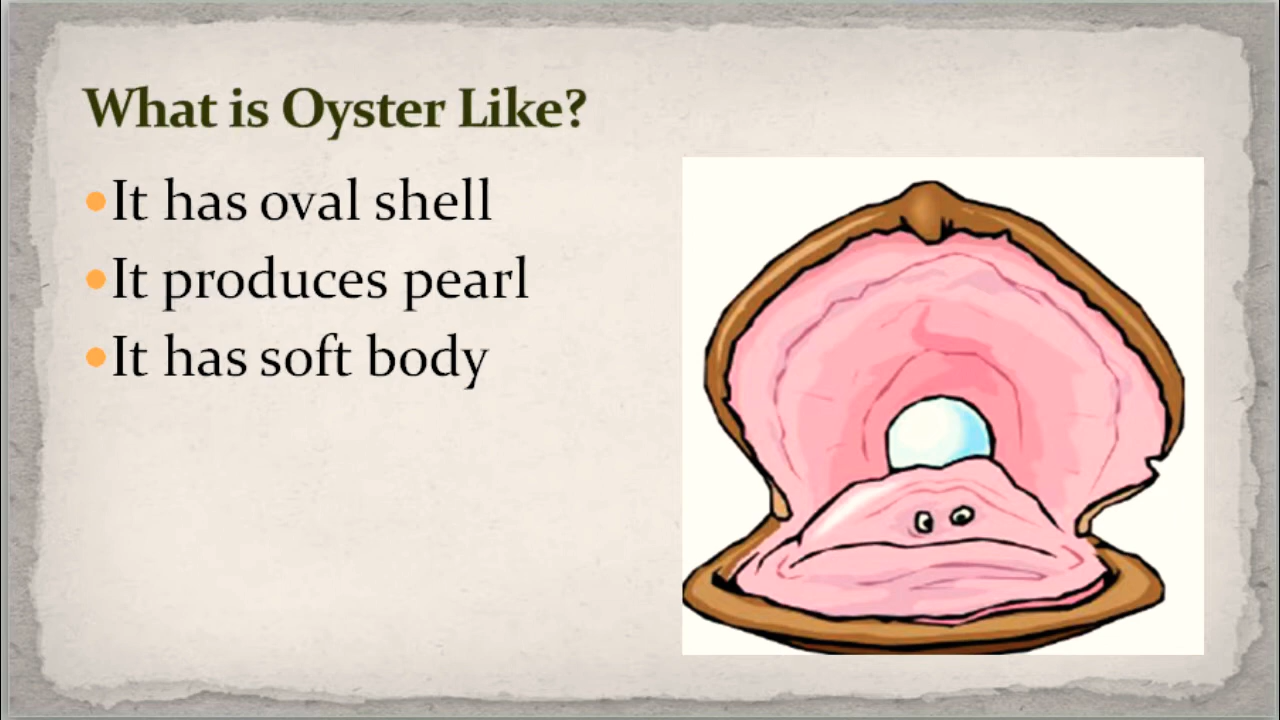 What is Oyster Like?
•It has oval shell
•It produces pearl
•It has soft body